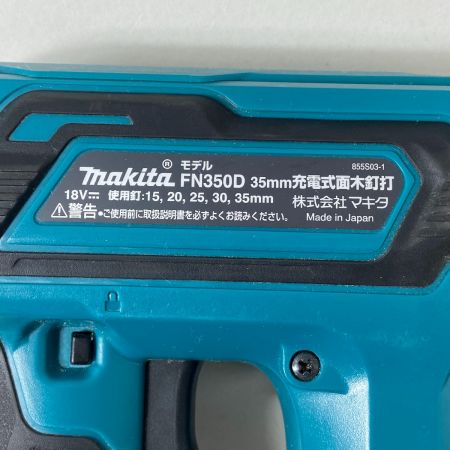 855S03-1
makita® モデル FN350D 35mm充電式面木釘打
18V⎓ 使用釘:15, 20, 25, 30, 35mm 株式会社マキタ
⚠警告•ご使用前に取扱説明書を必ずよくお読みください。 Made in Japan